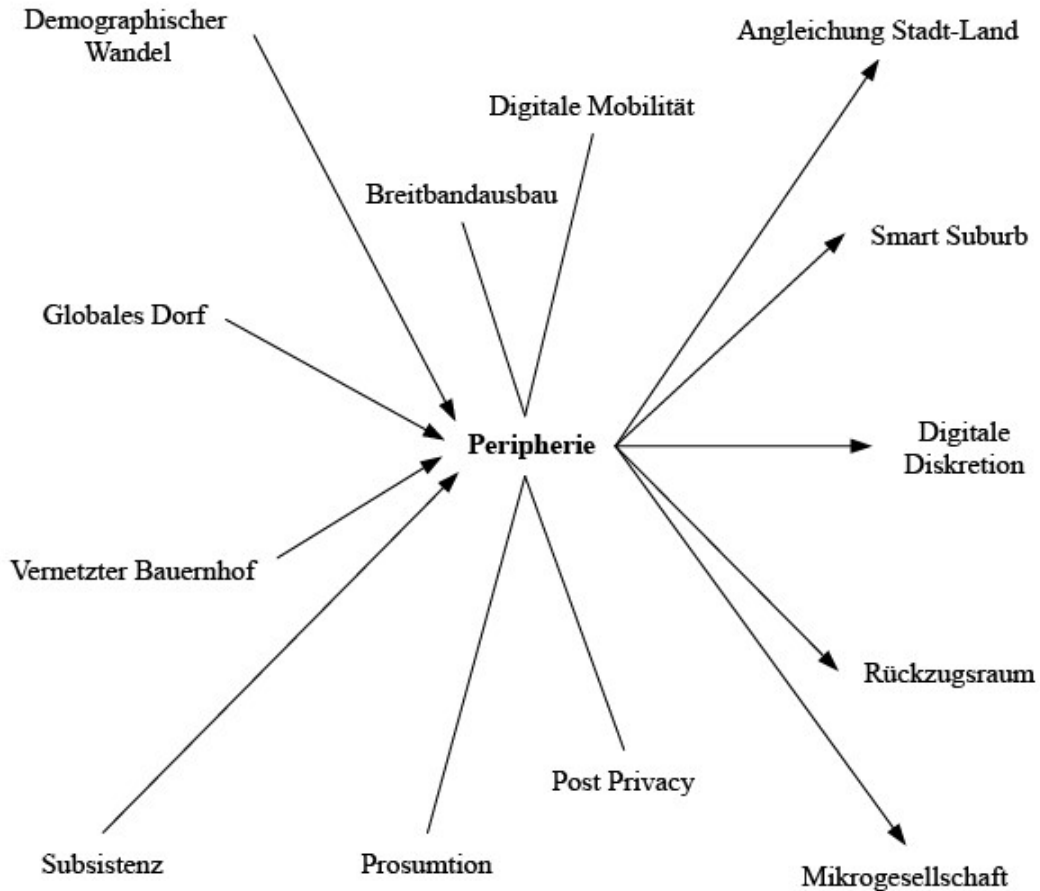 Demographischer
Wandel
Angleichung Stadt-Land
Digitale Mobilität
Breitbandausbau
Smart Suburb
Globales Dorf
Peripherie
Digitale
Diskretion
Vernetzter Bauernhof
Rückzugsraum
Post Privacy
Subsistenz
Prosumtion
Mikrogesellschaft